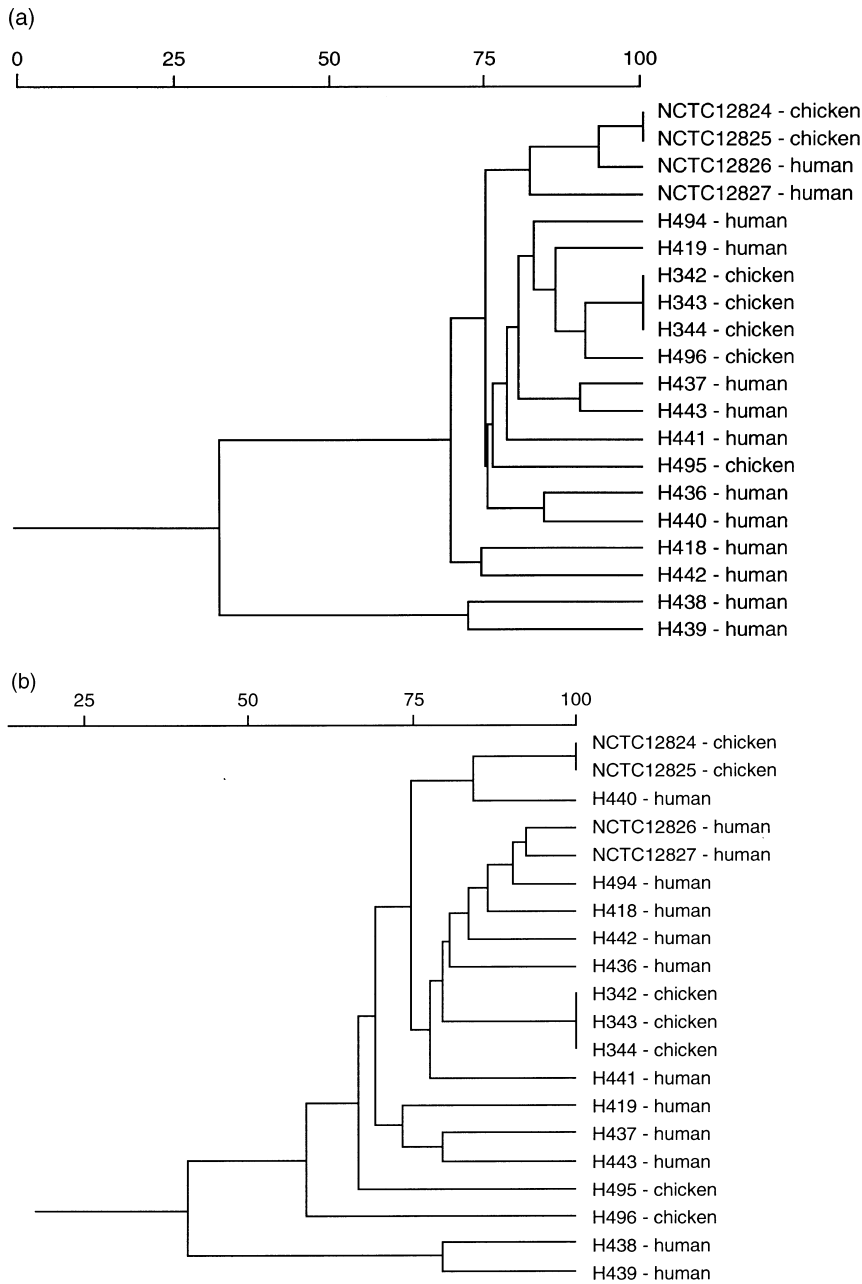 (a)
0 25 50 75 100
NCTC12824 - chicken
NCTC12825 - chicken
NCTC12826 - human
NCTC12827 - human
H494 - human
H419 - human
H342 - chicken
H343 - chicken
H344 - chicken
H496 - chicken
H437 - human
H443 - human
H441 - human
H495 - chicken
H436 - human
H440 - human
H418 - human
H442 - human
H438 - human
H439 - human
(b)
25 50 75 100
NCTC12824 - chicken
NCTC12825 - chicken
H440 - human
NCTC12826 - human
NCTC12827 - human
H494 - human
H418 - human
H442 - human
H436 - human
H342 - chicken
H343 - chicken
H344 - chicken
H441 - human
H419 - human
H437 - human
H443 - human
H495 - chicken
H496 - chicken
H438 - human
H439 - human